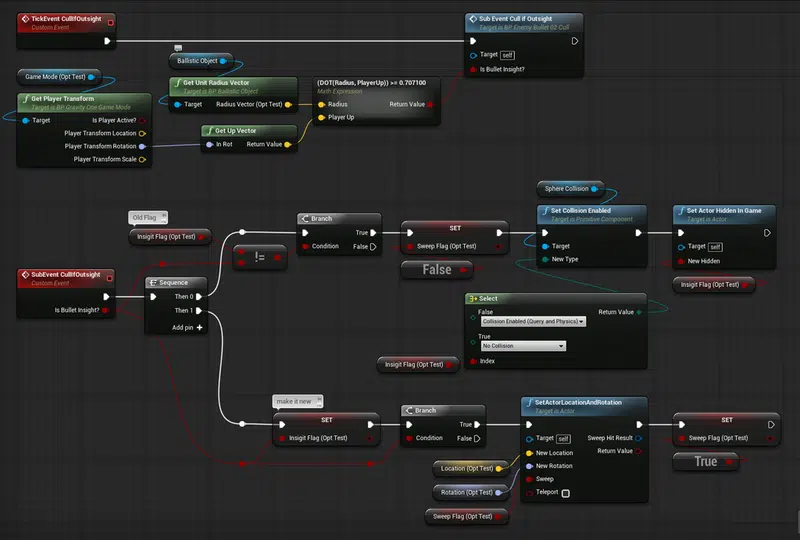 TickEvent CullIfOutsight
Custom Event
Sub Event Cull if Outsight
Target is BP Enemy Bullet 02 Cull
Target self
Is Bullet Insight?
Ballistic Object
Game Mode (Opt Test)
Get Player Transform
Target is BP Gravity One Game Mode
Target
Is Player Active?
Player Transform Location
Player Transform Rotation
Player Transform Scale
Get Unit Radius Vector
Target is BP Ballistic Object
Target
Radius Vector (Opt Test)
Get Up Vector
In Rot
Return Value
(DOT(Radius, PlayerUp)) >= 0.707100
Math Expression
Radius
Return Value
Player Up
Old Flag
Insigit Flag (Opt Test)
!=
SubEvent CullIfOutsight
Custom Event
Is Bullet Insight?
Sequence
Then 0
Then 1
Add pin +
Branch
True
Condition
False
SET
Sweep Flag (Opt Test)
False
Sphere Collision
Set Collision Enabled
Target is Primitive Component
Target
New Type
Set Actor Hidden In Game
Target is Actor
Target self
New Hidden
Insigit Flag (Opt Test)
Select
False
Return Value
Collision Enabled (Query and Physics)
True
No Collision
Index
Insigit Flag (Opt Test)
make it new
SET
Insigit Flag (Opt Test)
Branch
True
Condition
False
SetActorLocationAndRotation
Target is Actor
Target self
Sweep Hit Result
New Location
Return Value
New Rotation
Sweep
Teleport
Location (Opt Test)
Rotation (Opt Test)
Sweep Flag (Opt Test)
SET
Sweep Flag (Opt Test)
True